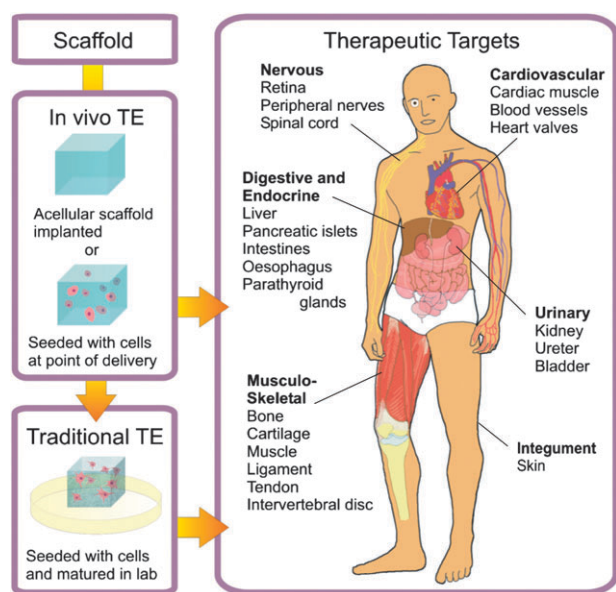 Scaffold
In vivo TE
Acellular scaffold
implanted
or
Seeded with cells
at point of delivery
Traditional TE
Seeded with cells
and matured in lab
Therapeutic Targets
Nervous
Retina
Peripheral nerves
Spinal cord
Cardiovascular
Cardiac muscle
Blood vessels
Heart valves
Digestive and
Endocrine
Liver
Pancreatic islets
Intestines
Oesophagus
Parathyroid
glands
Urinary
Kidney
Ureter
Bladder
Musculo-
Skeletal
Bone
Cartilage
Muscle
Ligament
Tendon
Intervertebral disc
Integument
Skin